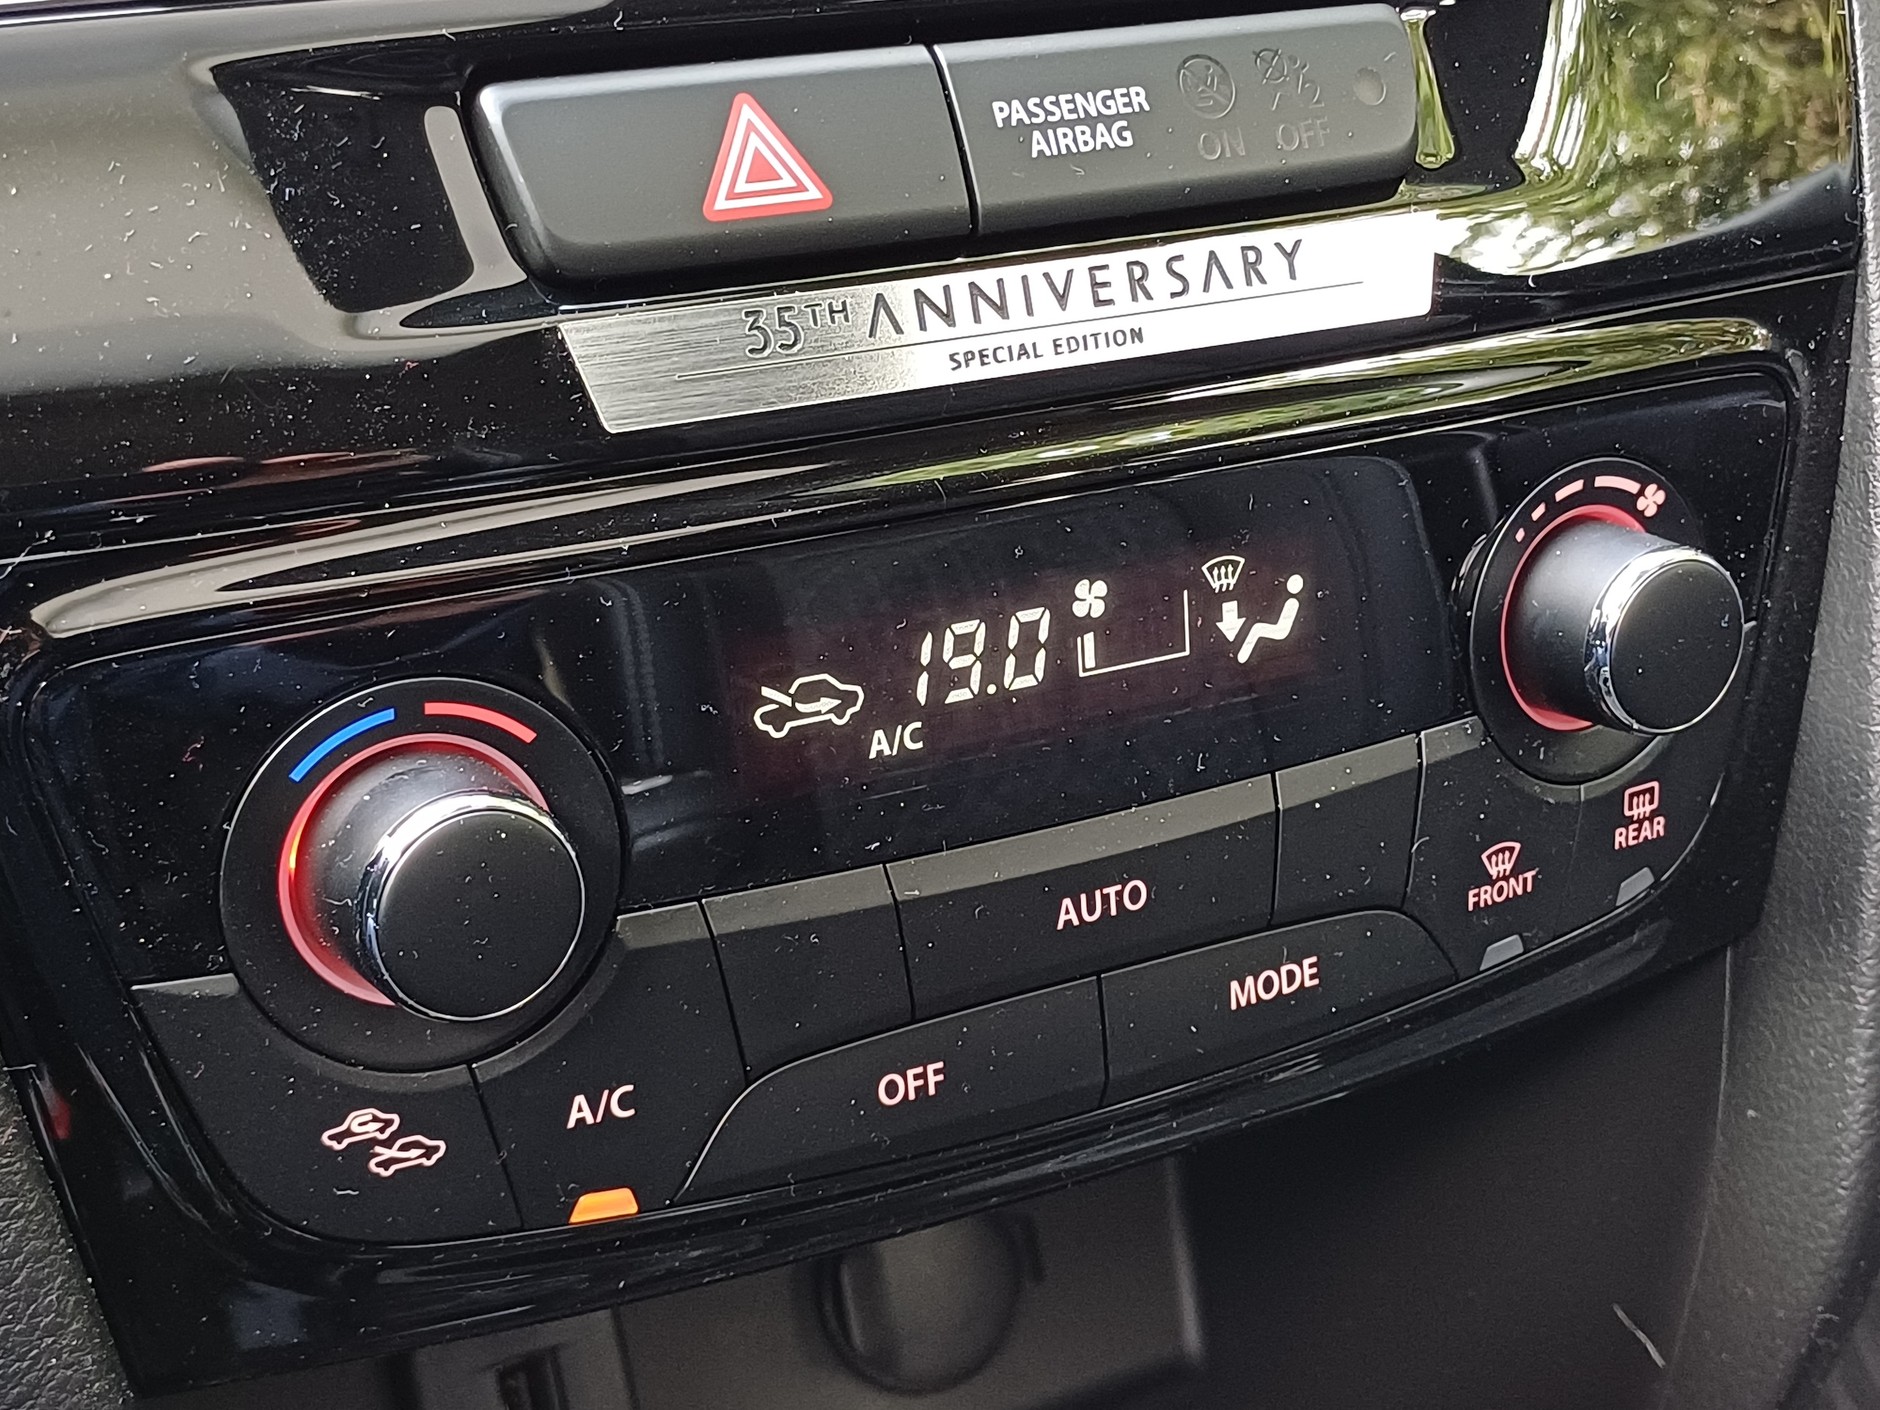 PASSENGER
AIRBAG
ON OFF
35TH ANNIVERSARY
SPECIAL EDITION
19.0
A/C
REAR
FRONT
AUTO
MODE
OFF
A/C